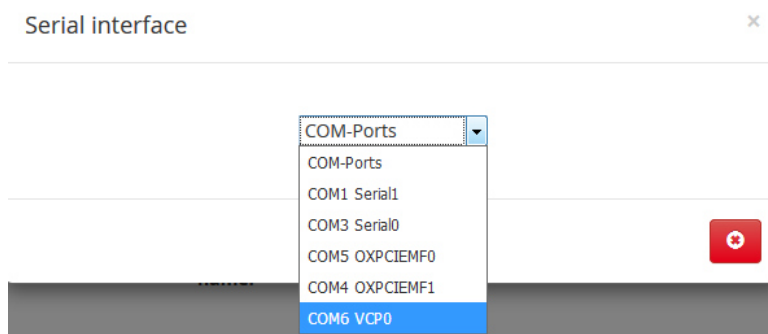 Serial interface
×
COM-Ports
COM-Ports
COM1 Serial1
COM3 Serial0
COM5 OXPCIEMF0
COM4 OXPCIEMF1
COM6 VCP0